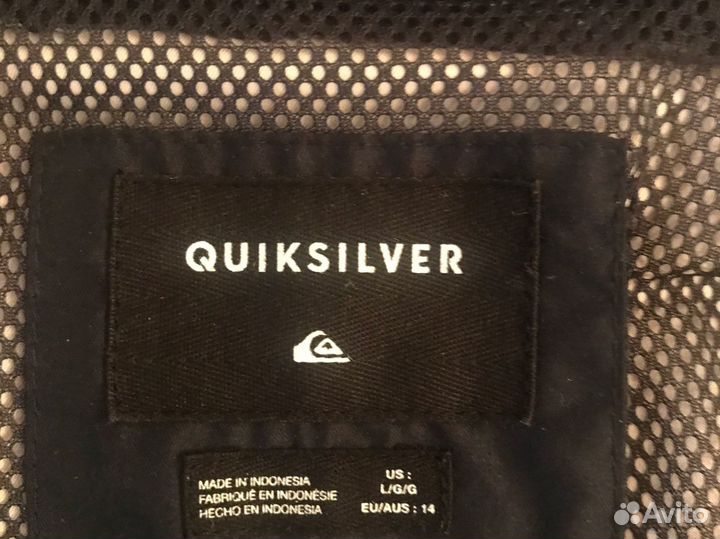 QUIKSILVER
MADE IN INDONESIA
FABRIQUÉ EN INDONÉSIE
HECHO EN INDONESIA
US :
L/G/G
EU/AUS : 14
Avito